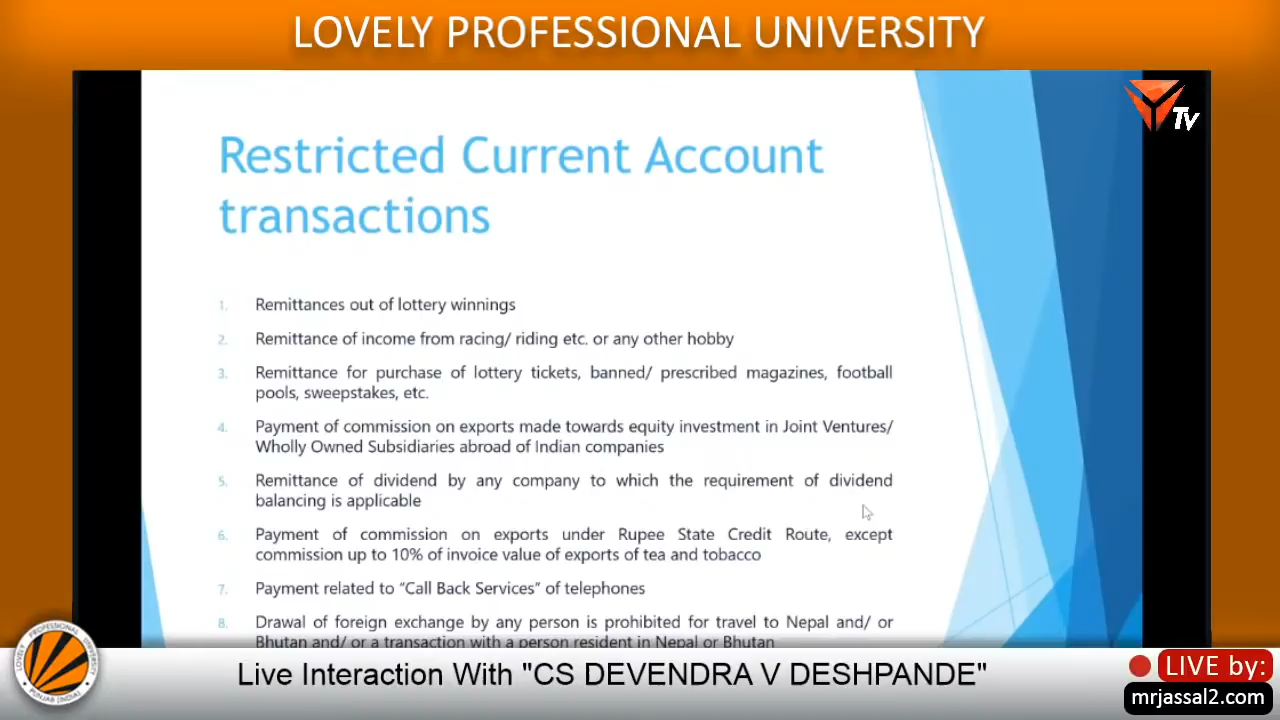 LOVELY PROFESSIONAL UNIVERSITY
Tv
Restricted Current Account
transactions
1. Remittances out of lottery winnings
2. Remittance of income from racing/ riding etc. or any other hobby
3. Remittance for purchase of lottery tickets, banned/ prescribed magazines, football
pools, sweepstakes, etc.
4. Payment of commission on exports made towards equity investment in Joint Ventures/
Wholly Owned Subsidiaries abroad of Indian companies
5. Remittance of dividend by any company to which the requirement of dividend
balancing is applicable
6. Payment of commission on exports under Rupee State Credit Route, except
commission up to 10% of invoice value of exports of tea and tobacco
7. Payment related to “Call Back Services” of telephones
8. Drawal of foreign exchange by any person is prohibited for travel to Nepal and/ or
Bhutan and/ or a transaction with a person resident in Nepal or Bhutan
LOVELY PROFESSIONAL UNIVERSITY
PUNJAB (INDIA)
Live Interaction With "CS DEVENDRA V DESHPANDE"
LIVE by:
mrjassal2.com